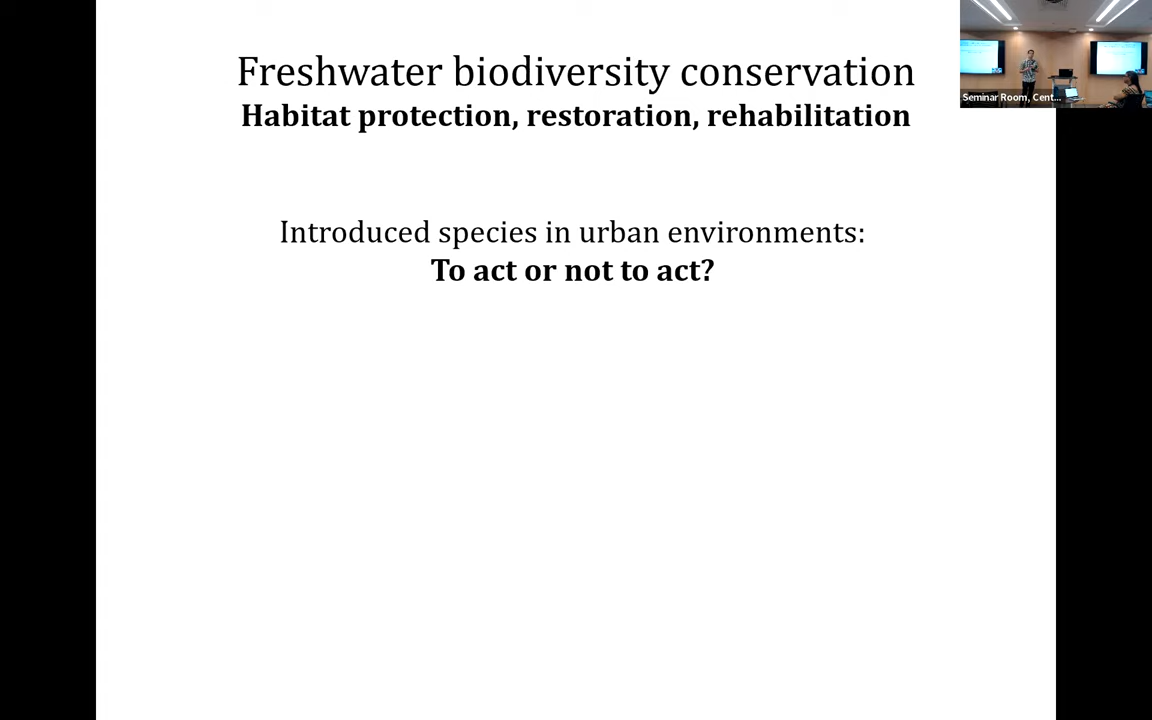 Freshwater biodiversity conservation
Habitat protection, restoration, rehabilitation
Seminar Room, Cent...
Introduced species in urban environments:
To act or not to act?